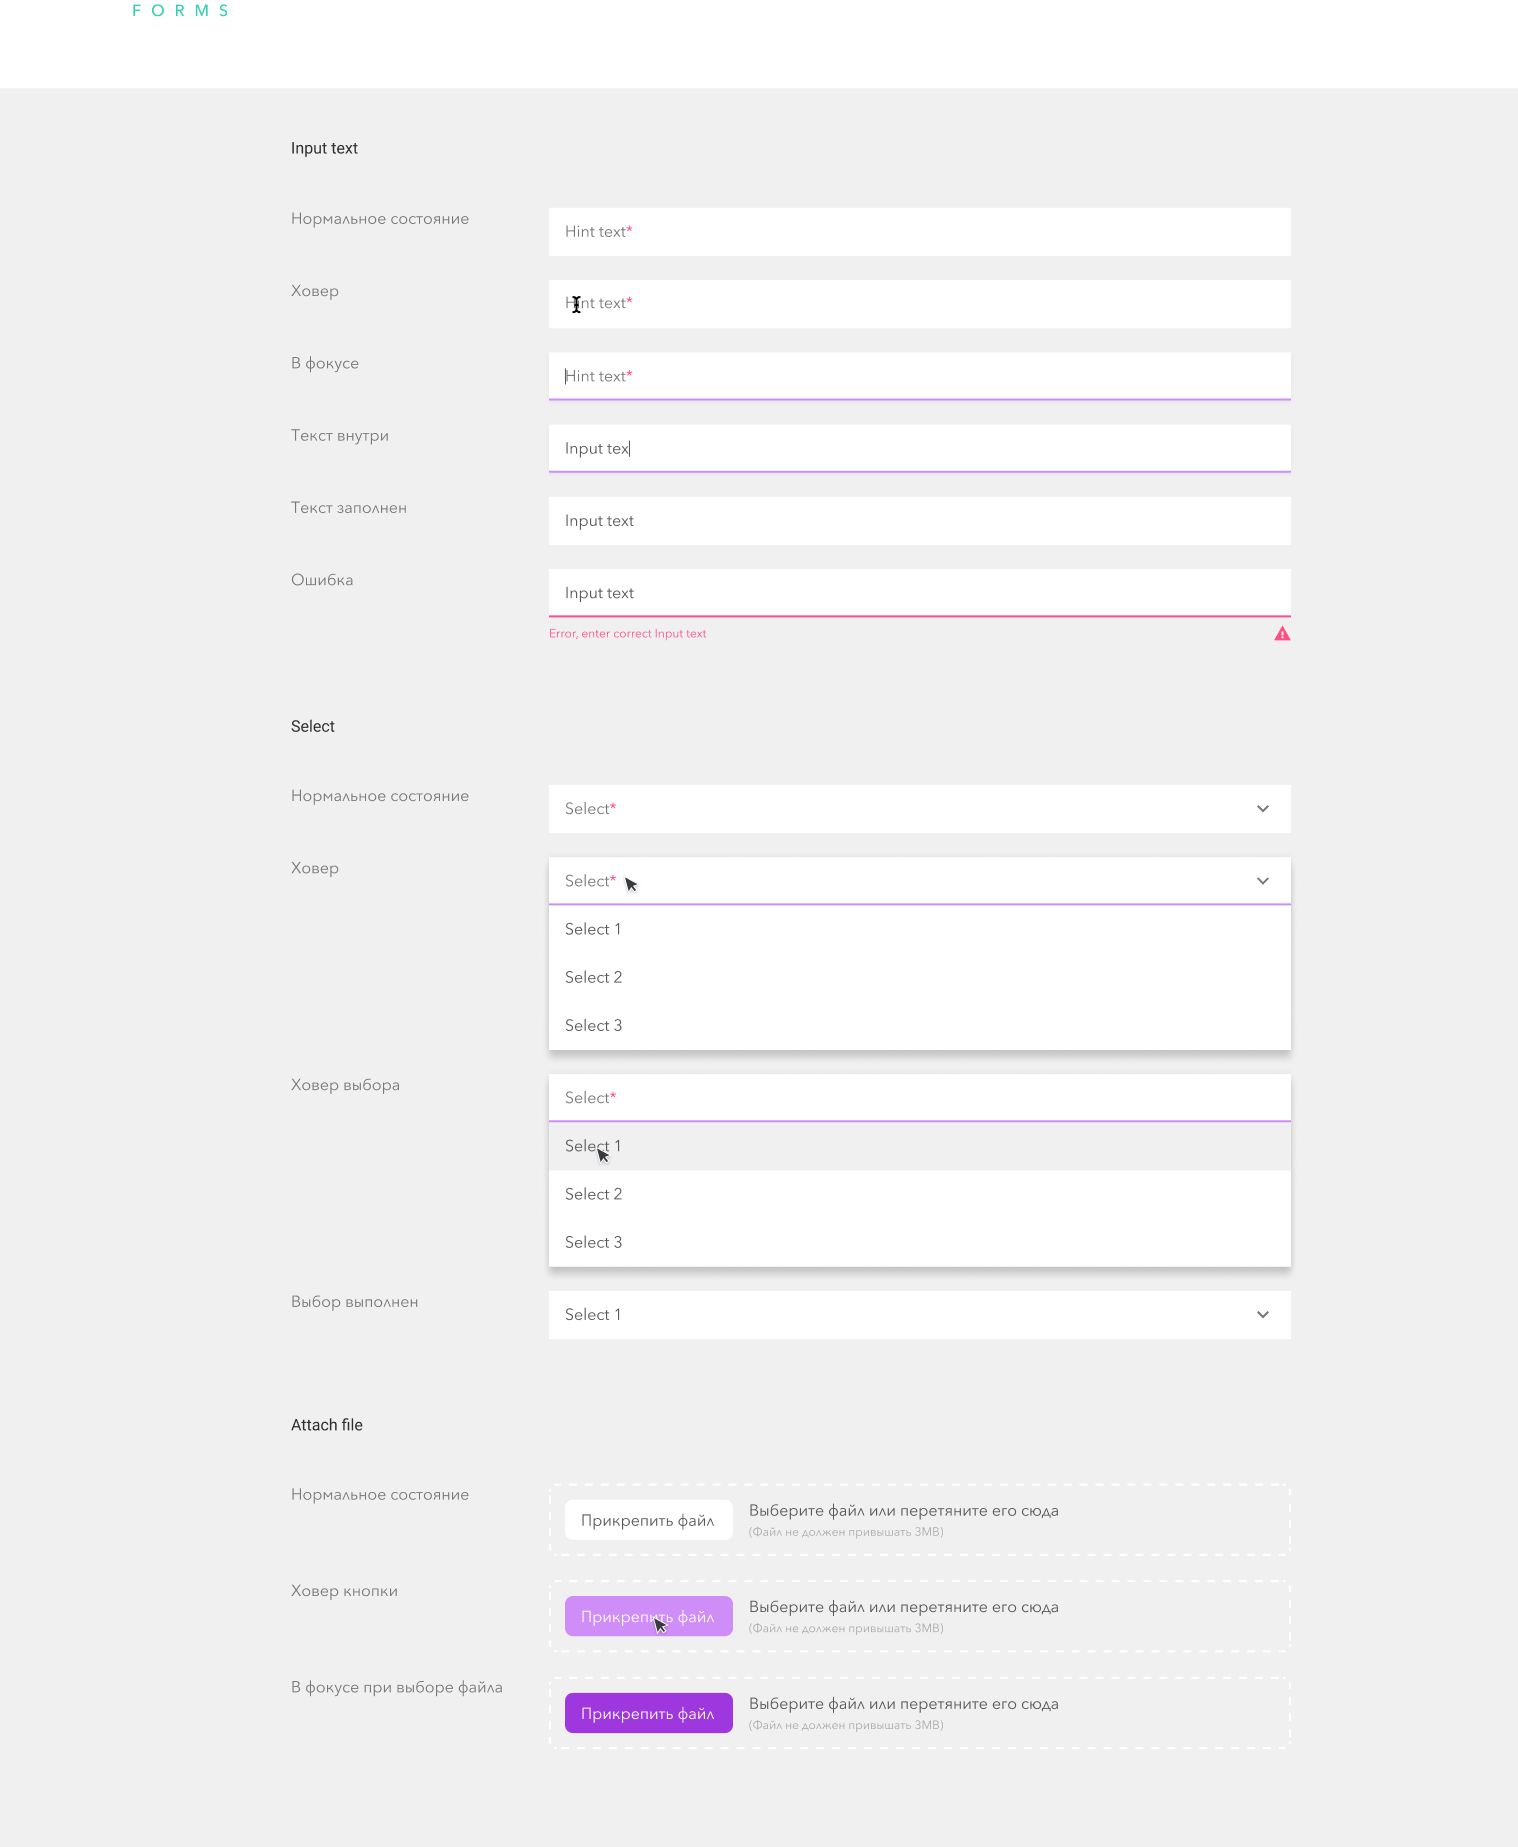 FORMS
Input text
Нормальное состояние
Hint text*
Ховер
Hint text*
В фокусе
Hint text*
Текст внутри
Input tex
Текст заполнен
Input text
Ошибка
Input text
Error, enter correct Input text
Select
Нормальное состояние
Select*
Ховер
Select*
Select 1
Select 2
Select 3
Ховер выбора
Select*
Select 1
Select 2
Select 3
Выбор выполнен
Select 1
Attach file
Нормальное состояние
Прикрепить файл
Выберите файл или перетяните его сюда
(Файл не должен привышать 3MB)
Ховер кнопки
Прикрепить файл
Выберите файл или перетяните его сюда
(Файл не должен привышать 3MB)
В фокусе при выборе файла
Прикрепить файл
Выберите файл или перетяните его сюда
(Файл не должен привышать 3MB)